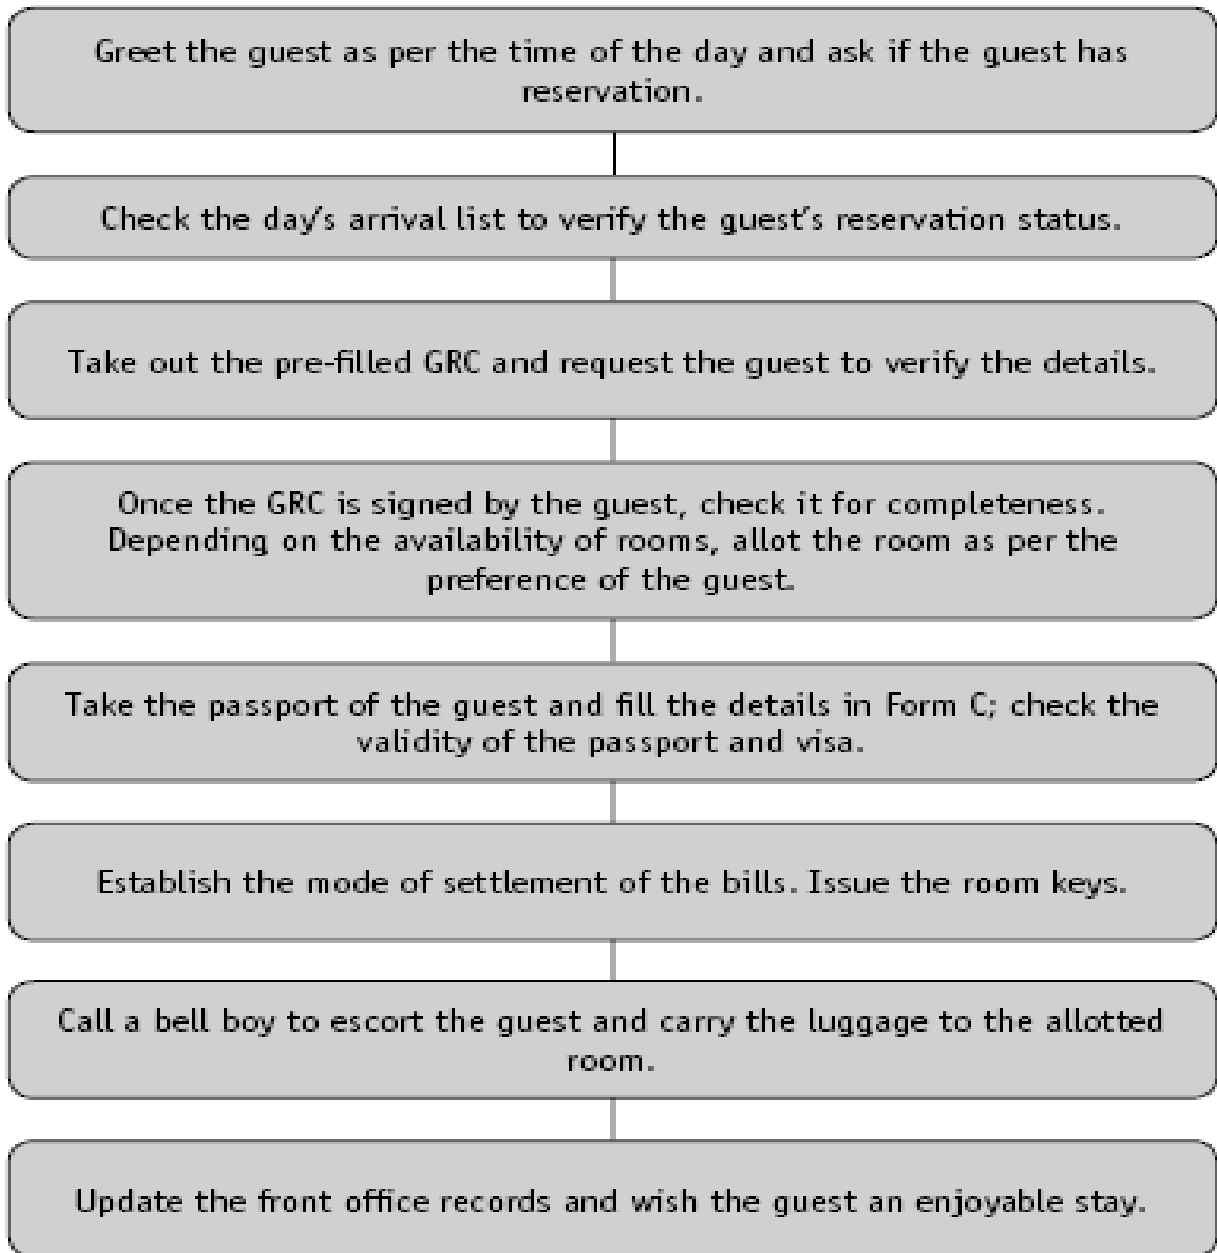 Greet the guest as per the time of the day and ask if the guest has
reservation.
Check the day's arrival list to verify the guest's reservation status.
Take out the pre-filled GRC and request the guest to verify the details.
Once the GRC is signed by the guest, check it for completeness.
Depending on the availability of rooms, allot the room as per the
preference of the guest.
Take the passport of the guest and fill the details in Form C; check the
validity of the passport and visa.
Establish the mode of settlement of the bills. Issue the room keys.
Call a bell boy to escort the guest and carry the luggage to the allotted
room.
Update the front office records and wish the guest an enjoyable stay.